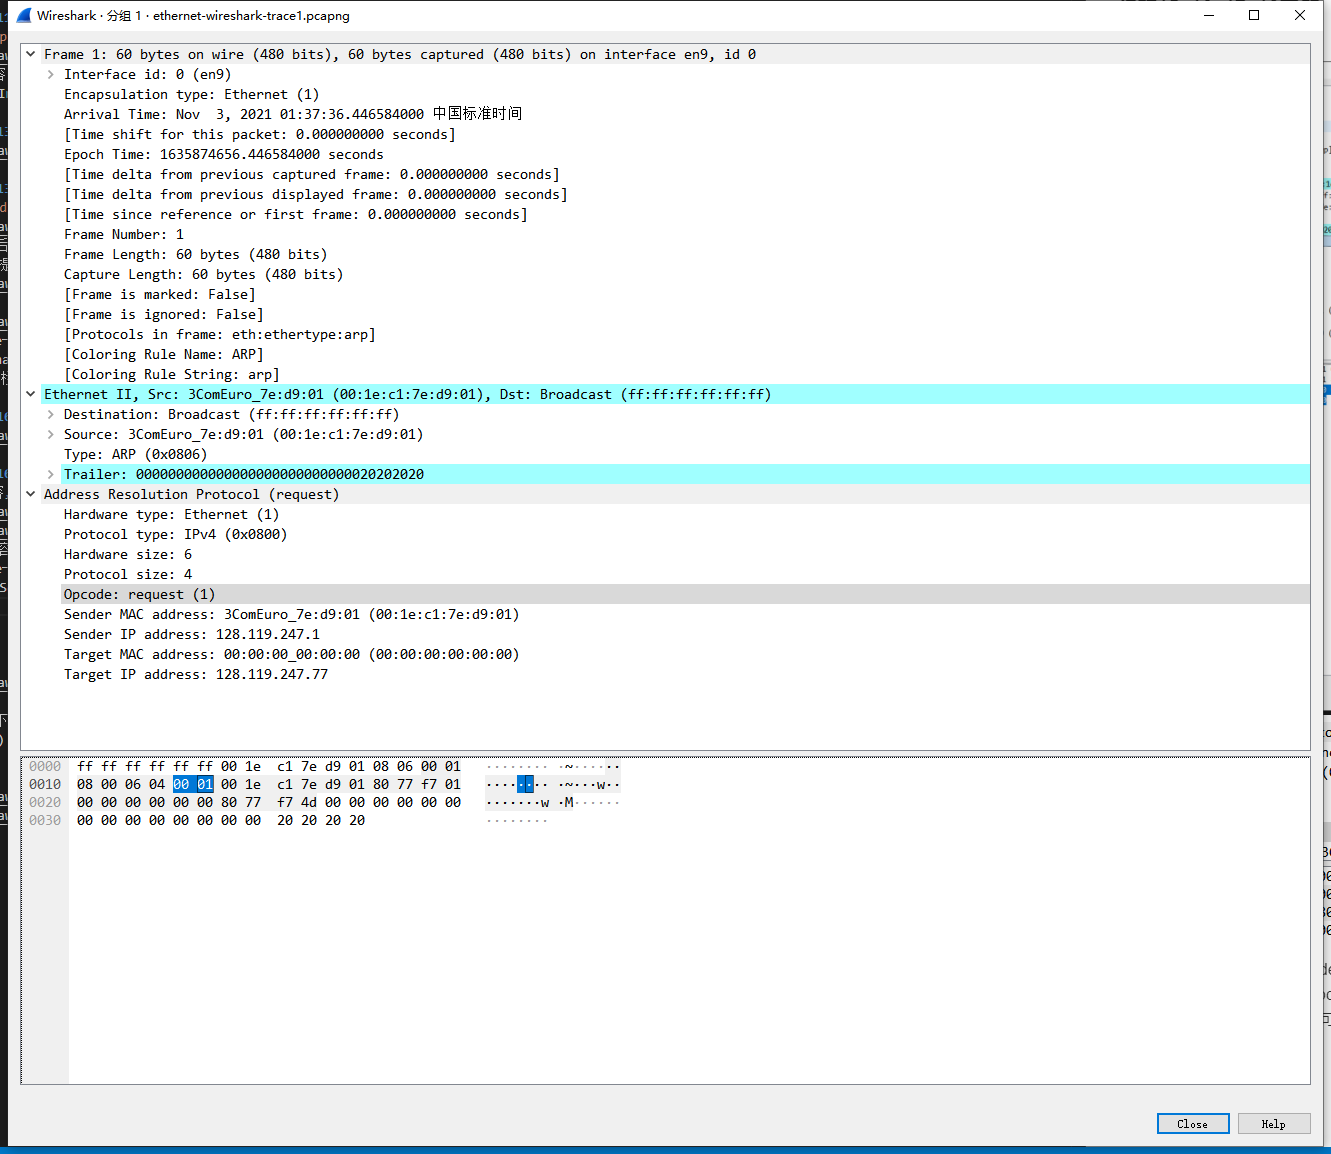 Wireshark · 分组 1 · ethernet-wireshark-trace1.pcapng
Frame 1: 60 bytes on wire (480 bits), 60 bytes captured (480 bits) on interface en9, id 0
Interface id: 0 (en9)
Encapsulation type: Ethernet (1)
Arrival Time: Nov  3, 2021 01:37:36.446584000 中国标准时间
[Time shift for this packet: 0.000000000 seconds]
Epoch Time: 1635874656.446584000 seconds
[Time delta from previous captured frame: 0.000000000 seconds]
[Time delta from previous displayed frame: 0.000000000 seconds]
[Time since reference or first frame: 0.000000000 seconds]
Frame Number: 1
Frame Length: 60 bytes (480 bits)
Capture Length: 60 bytes (480 bits)
[Frame is marked: False]
[Frame is ignored: False]
[Protocols in frame: eth:ethertype:arp]
[Coloring Rule Name: ARP]
[Coloring Rule String: arp]
Ethernet II, Src: 3ComEuro_7e:d9:01 (00:1e:c1:7e:d9:01), Dst: Broadcast (ff:ff:ff:ff:ff:ff)
Destination: Broadcast (ff:ff:ff:ff:ff:ff)
Source: 3ComEuro_7e:d9:01 (00:1e:c1:7e:d9:01)
Type: ARP (0x0806)
Trailer: 000000000000000000000000000020202020
Address Resolution Protocol (request)
Hardware type: Ethernet (1)
Protocol type: IPv4 (0x0800)
Hardware size: 6
Protocol size: 4
Opcode: request (1)
Sender MAC address: 3ComEuro_7e:d9:01 (00:1e:c1:7e:d9:01)
Sender IP address: 128.119.247.1
Target MAC address: 00:00:00_00:00:00 (00:00:00:00:00:00)
Target IP address: 128.119.247.77
0000 ff ff ff ff ff ff 00 1e c1 7e d9 01 08 06 00 01 ········ ·~······
0010 08 00 06 04 00 01 00 1e c1 7e d9 01 80 77 f7 01 ········ ·~···w··
0020 00 00 00 00 00 00 80 77 f7 4d 00 00 00 00 00 00 ·······w ·M······
0030 00 00 00 00 00 00 00 00 20 20 20 20 ········
Close
Help